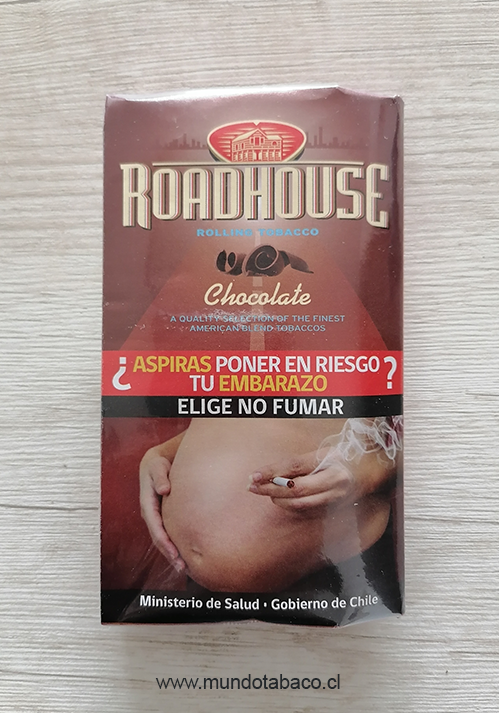 ROADHOUSE
ROLLING TOBACCO
Chocolate
A QUALITY SELECTION OF THE FINEST
AMERICAN BLEND TOBACCOS
¿ASPIRAS PONER EN RIESGO
TU EMBARAZO?
ELIGE NO FUMAR
Ministerio de Salud · Gobierno de Chile
www.mundotabaco.cl